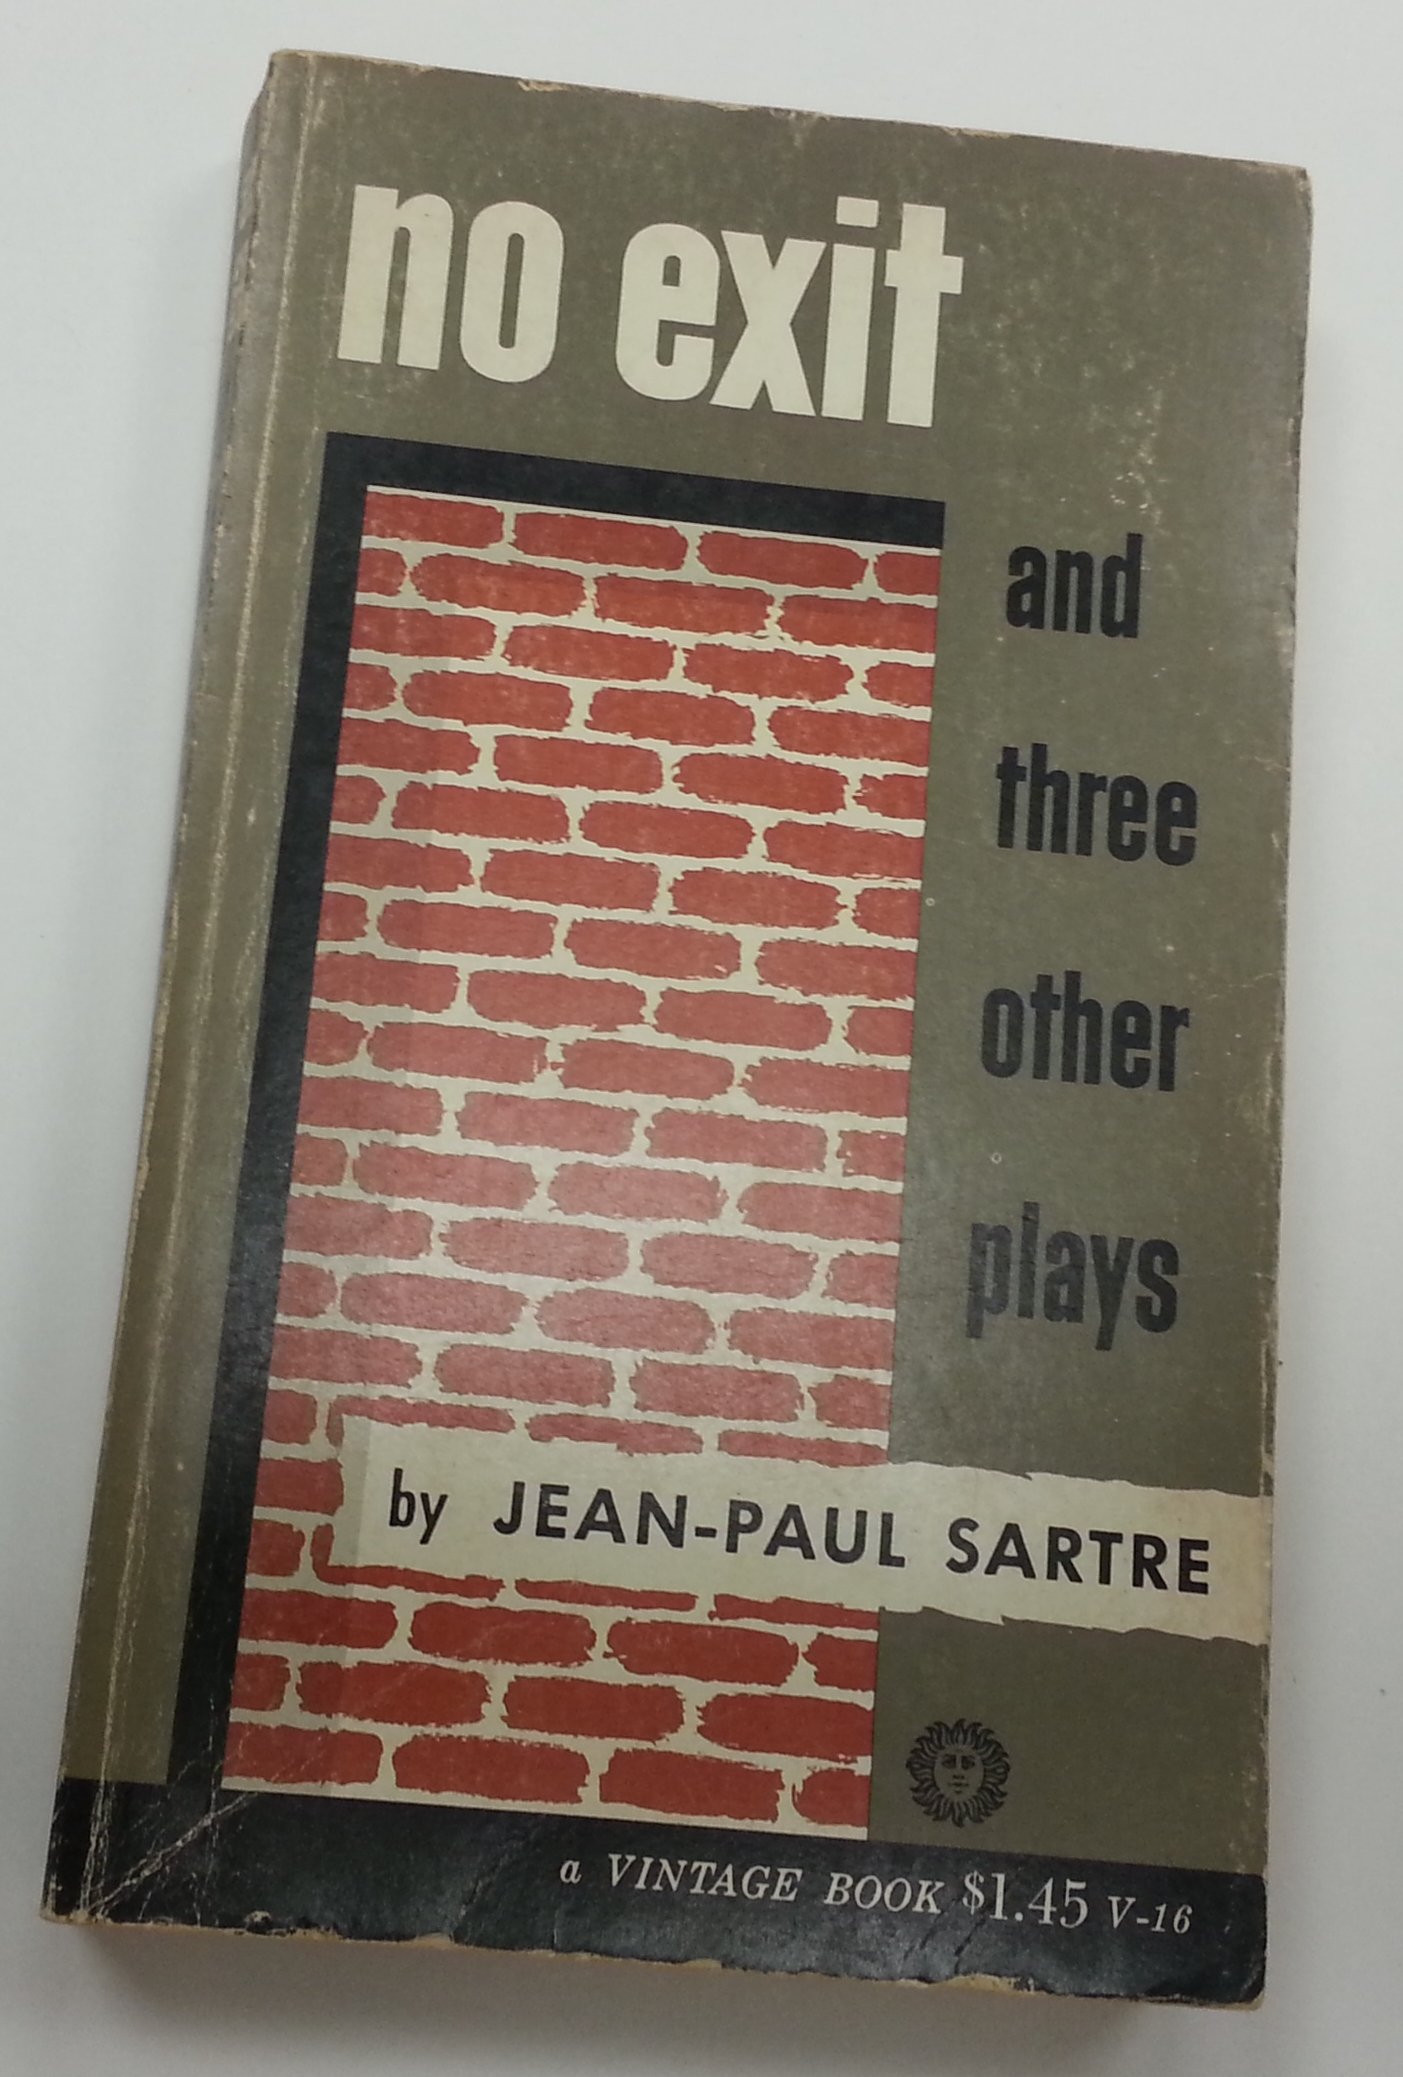 no exit
and
three
other
plays
by JEAN-PAUL SARTRE
a VINTAGE BOOK $1.45 V-16